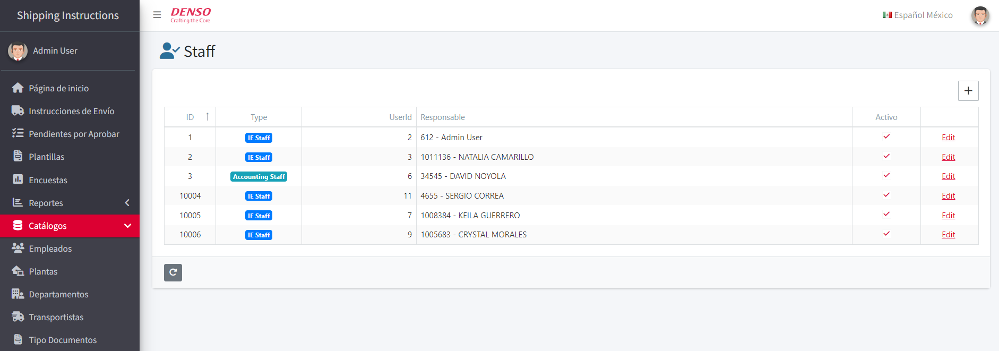 Shipping Instructions
DENSO
Crafting the Core
Español México
Admin User
Staff
Página de inicio
Instrucciones de Envío
Pendientes por Aprobar
Plantillas
Encuestas
Reportes
Catálogos
Empleados
Plantas
Departamentos
Transportistas
Tipo Documentos
ID ↑ Type UserId Responsable Activo
1 IE Staff 2 612 - Admin User Edit
2 IE Staff 3 1011136 - NATALIA CAMARILLO Edit
3 Accounting Staff 6 34545 - DAVID NOYOLA Edit
10004 IE Staff 11 4655 - SERGIO CORREA Edit
10005 IE Staff 7 1008384 - KEILA GUERRERO Edit
10006 IE Staff 9 1005683 - CRYSTAL MORALES Edit